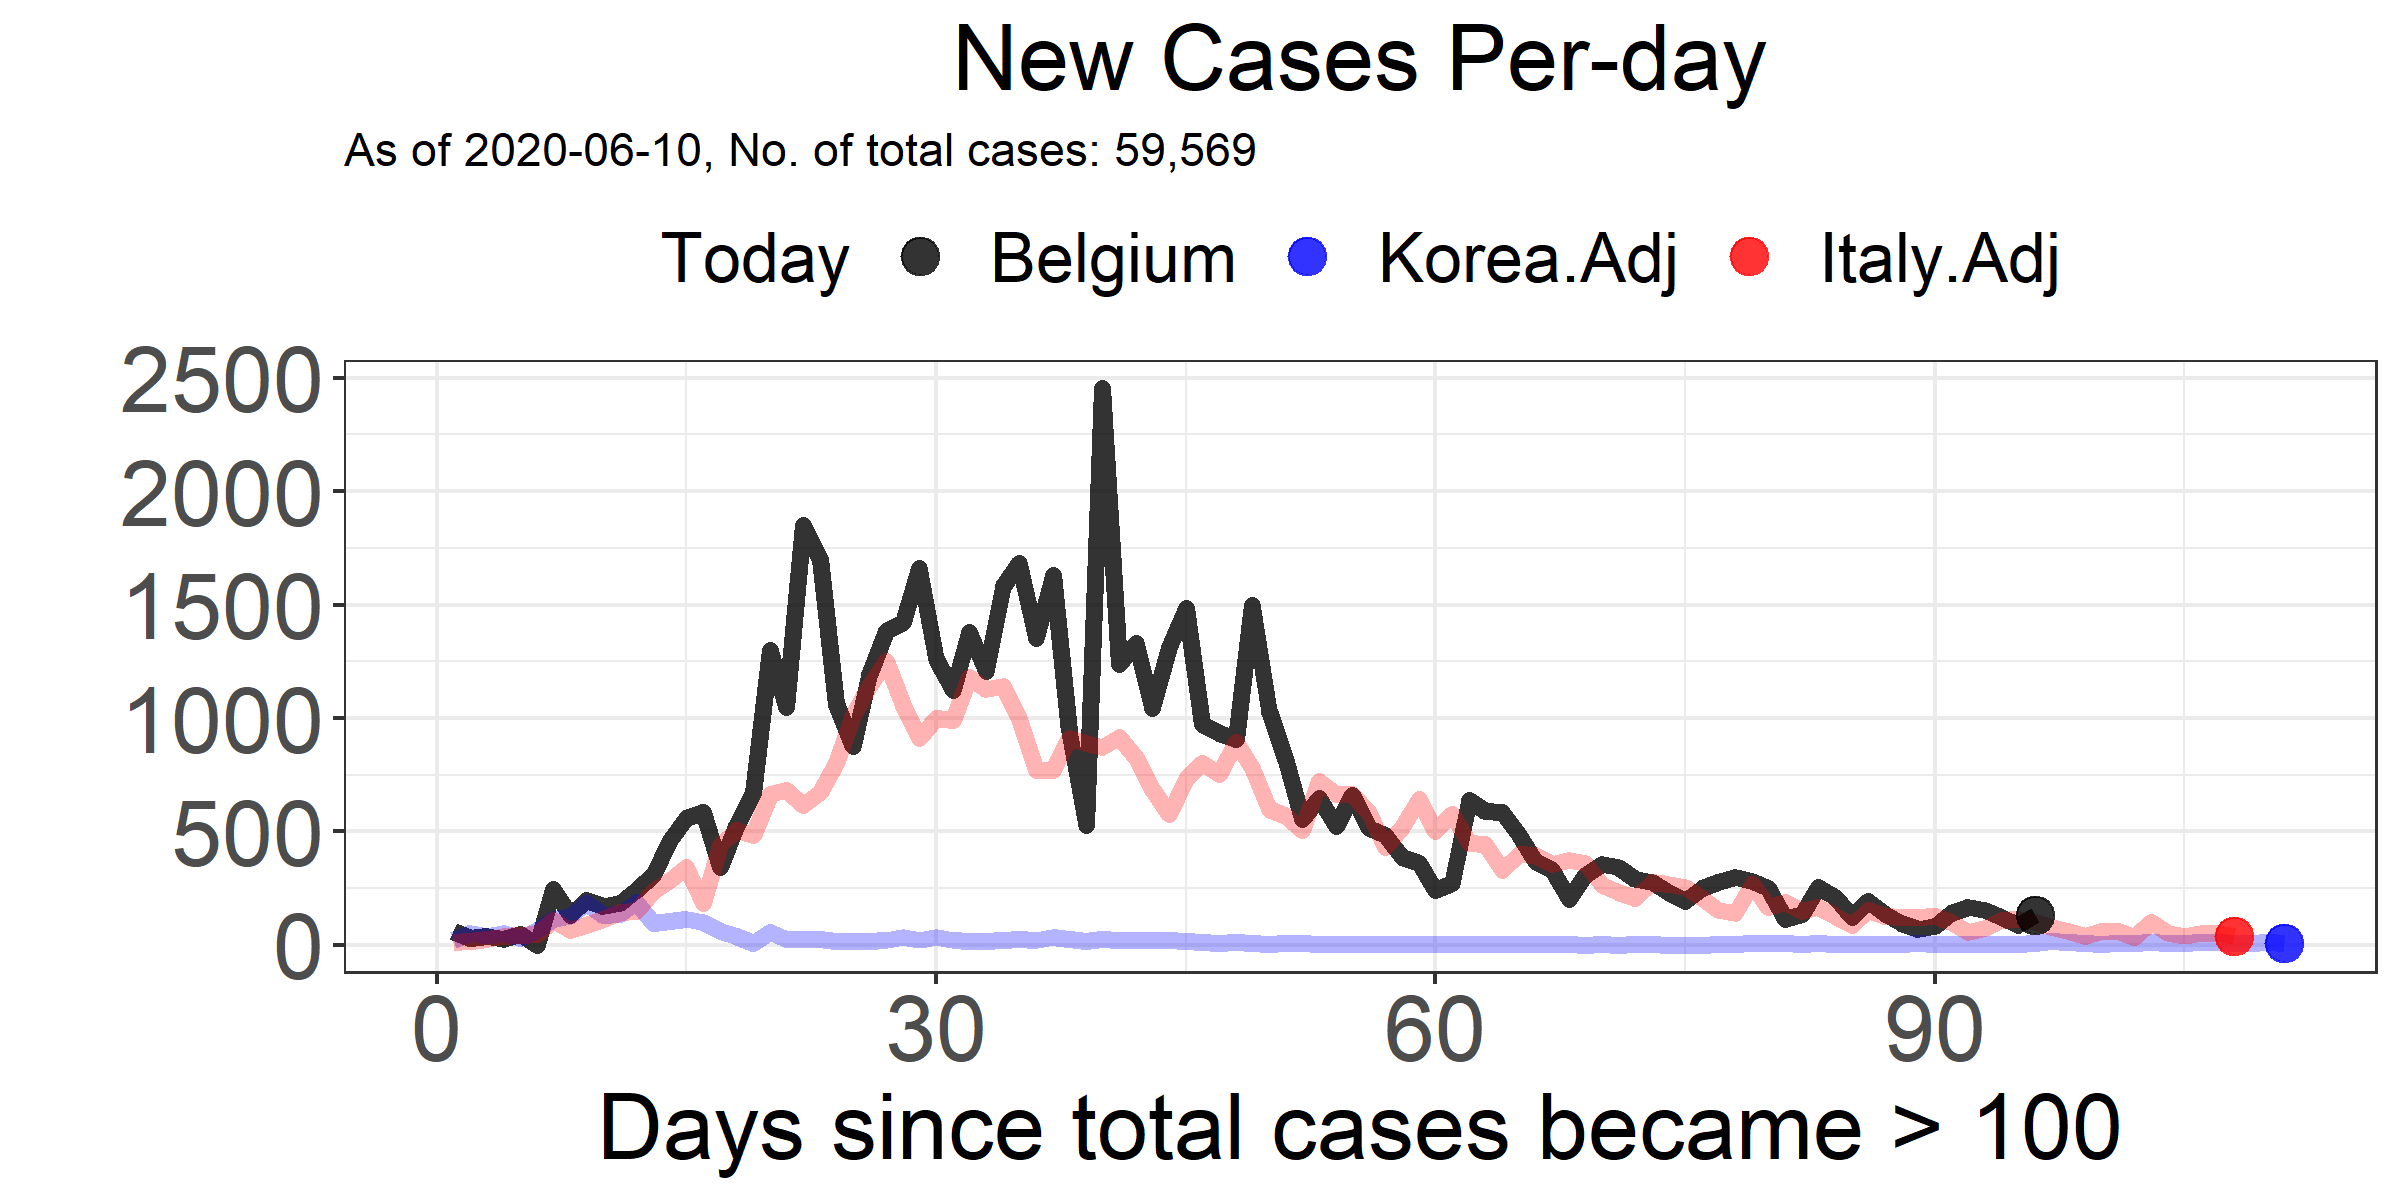 New Cases Per-day
As of 2020-06-10, No. of total cases: 59,569
Today Belgium Korea.Adj Italy.Adj
2500
2000
1500
1000
500
0
0 30 60 90
Days since total cases became > 100